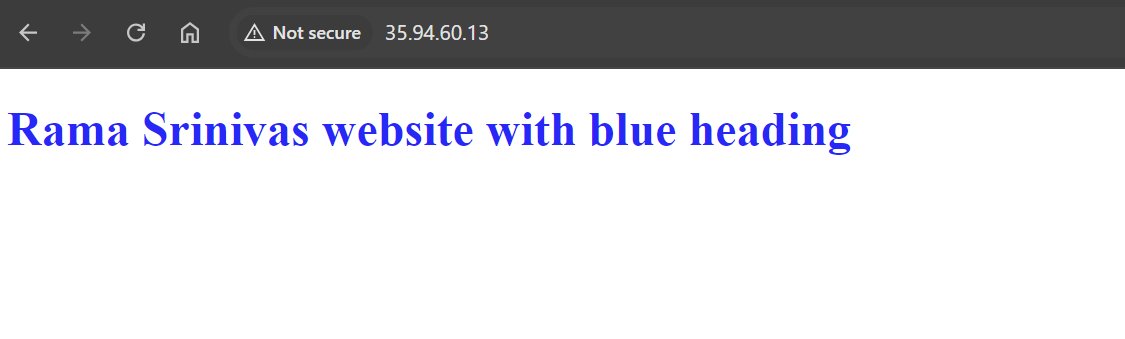 Not secure 35.94.60.13
Rama Srinivas website with blue heading